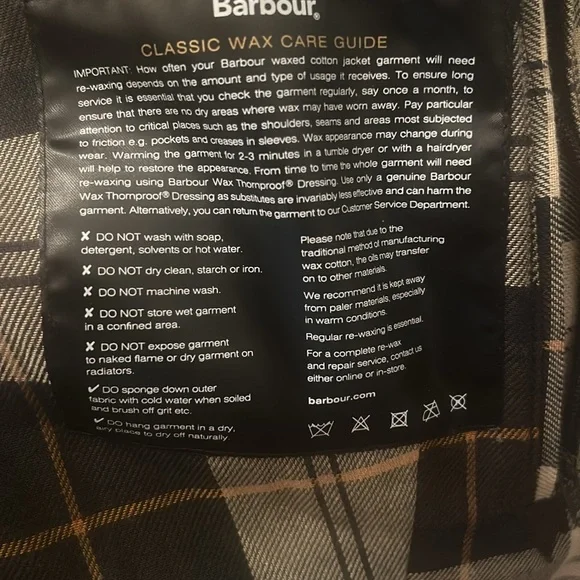 Barbour®
CLASSIC WAX CARE GUIDE
IMPORTANT: How often your Barbour waxed cotton jacket garment will need
re-waxing depends on the amount and type of usage it receives. To ensure long
service it is essential that you check the garment regularly, say once a month, to
ensure that there are no dry areas where wax may have worn away. Pay particular
attention to critical places such as the shoulders, seams and areas most subjected
to friction e.g. pockets and creases in sleeves. Wax appearance may change during
wear. Warming the garment for 2-3 minutes in a tumble dryer or with a hairdryer
will help to restore the appearance. From time to time the whole garment will need
re-waxing using Barbour Wax Thornproof® Dressing. Use only a genuine Barbour
Wax Thornproof® Dressing as substitutes are invariably less effective and can harm the
garment. Alternatively, you can return the garment to our Customer Service Department.
✘ DO NOT wash with soap,
detergent, solvents or hot water.
✘ DO NOT dry clean, starch or iron.
✘ DO NOT machine wash.
✘ DO NOT store wet garment
in a confined area.
✘ DO NOT expose garment
to naked flame or dry garment on
radiators.
✓ DO sponge down outer
fabric with cold water when soiled
and brush off grit etc.
✓ DO hang garment in a dry,
airy place to dry off naturally.
Please note that due to the
traditional method of manufacturing
wax cotton, the oils may transfer
on to other materials.
We recommend it is kept away
from paler materials, especially
in warm conditions.
Regular re-waxing is essential.
For a complete re-wax
and repair service, contact us
either online or in-store.
barbour.com